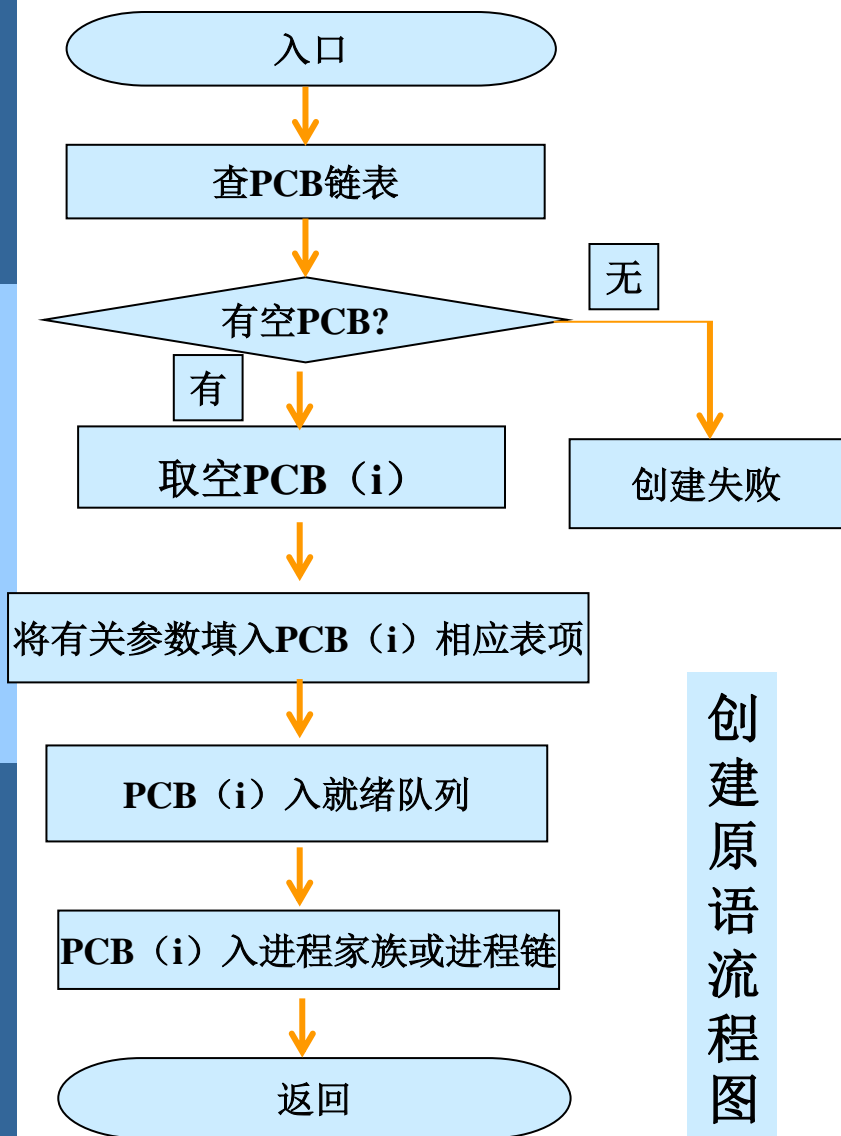 入口
查PCB链表
有空PCB?
无
有
取空PCB（i）
创建失败
将有关参数填入PCB（i）相应表项
PCB（i）入就绪队列
PCB（i）入进程家族或进程链
返回
创建原语流程图